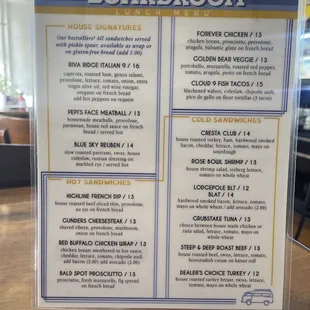 BOARDROOM
LUNCH MENU
HOUSE SIGNATURES
Our bestsellers! All sandwiches served
with pickle spear, available as wrap or
on gluten-free bread (add 1.00)
RIVA RIDGE ITALIAN 9 / 16
capicola, roasted ham, genoa salami,
provolone, lettuce, tomato, onion, extra
virgin olive oil, red wine vinegar,
oregano on french bread
add hot peppers on request
PEPI'S FACE MEATBALL / 13
homemade meatballs, provolone,
parmesan, house red sauce on french
bread / served hot
BLUE SKY REUBEN / 14
slow roasted pastrami, swiss, house
coleslaw, russian dressing on
marbled rye / served hot
HOT SANDWICHES
HIGHLINE FRENCH DIP / 13
house roasted beef sliced thin, provolone,
au jus on french bread
GUNDERS CHEESESTEAK / 13
shaved ribeye, provolone, mushroom,
onion on french bread
RED BUFFALO CHICKEN WRAP / 13
chicken breast smothered in hot sauce,
cheddar, lettuce, tomato, chipotle aioli
add bacon (3.00) add avocado (2.00)
BALD SPOT PROSCIUTTO / 13
prosciutto, fresh mozzarella, fig spread
on french bread
FOREVER CHICKEN / 13
chicken breast, prosciutto, provolone,
arugula, balsamic glaze on french bread
GOLDEN BEAR VEGGIE / 13
portobello, mozzarella, roasted red pepper,
tomato, arugula, pesto on french bread
CLOUD 9 FISH TACOS / 15
blackened wahoo, coleslaw, chipotle aioli,
pico de gallo on flour tortillas (3 tacos)
COLD SANDWICHES
CRESTA CLUB / 14
house roasted turkey, ham, hardwood smoked
bacon, cheddar, lettuce, tomato, mayo on
sourdough
ROSE BOWL SHRIMP / 13
house shrimp salad, iceberg lettuce,
tomato on wheat
LODGEPOLE BLT / 12
BLAT / 14
hardwood smoked bacon, lettuce, tomato,
mayo on whole wheat / add avocado (2.00)
GRUBSTAKE TUNA / 13
choice between house made chicken or
tuna salad, lettuce, tomato, mayo on
whole wheat
STEEP & DEEP ROAST BEEF / 13
house roasted beef, swiss, lettuce, tomato,
horseradish cream on kaiser roll
DEALER'S CHOICE TURKEY / 12
house roasted turkey, swiss, lettuce,
tomato, mayo on whole wheat